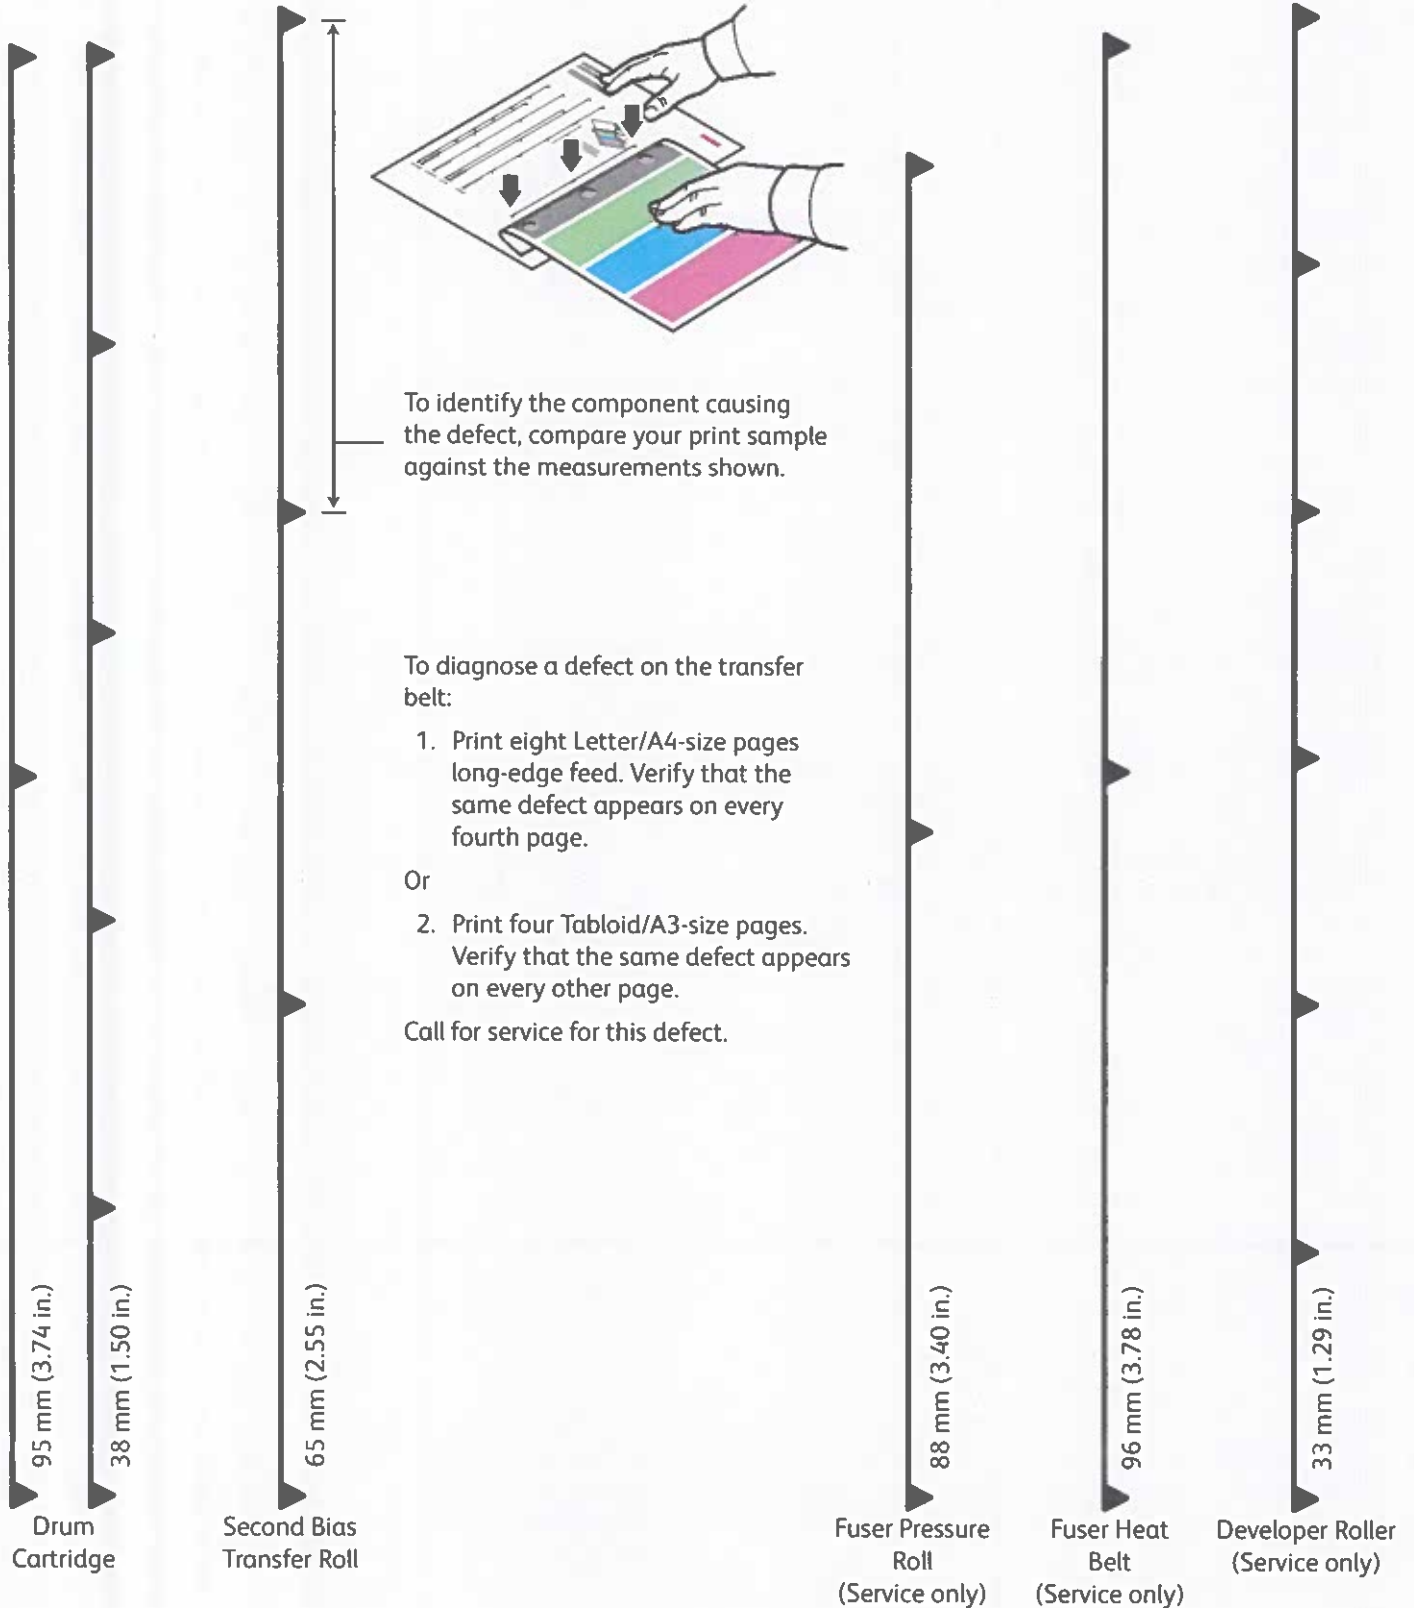 To identify the component causing
the defect, compare your print sample
against the measurements shown.
To diagnose a defect on the transfer
belt:
1. Print eight Letter/A4-size pages
long-edge feed. Verify that the
same defect appears on every
fourth page.
Or
2. Print four Tabloid/A3-size pages.
Verify that the same defect appears
on every other page.
Call for service for this defect.
95 mm (3.74 in.)
38 mm (1.50 in.)
65 mm (2.55 in.)
88 mm (3.40 in.)
96 mm (3.78 in.)
33 mm (1.29 in.)
Drum
Cartridge
Second Bias
Transfer Roll
Fuser Pressure
Roll
(Service only)
Fuser Heat
Belt
(Service only)
Developer Roller
(Service only)